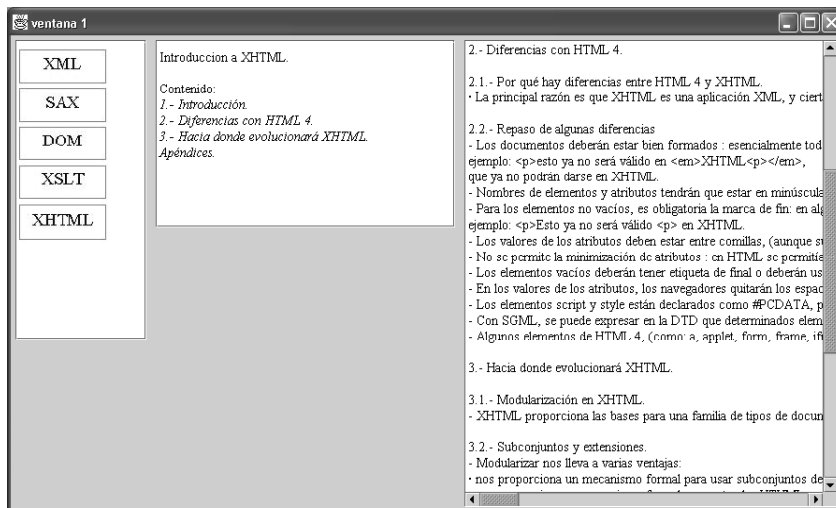 ventana 1
XML
SAX
DOM
XSLT
XHTML
Introduccion a XHTML.
Contenido:
1.- Introducción.
2.- Diferencias con HTML 4.
3.- Hacia donde evolucionará XHTML.
Apéndices.
2.- Diferencias con HTML 4.
2.1.- Por qué hay diferencias entre HTML 4 y XHTML.
· La principal razón es que XHTML es una aplicación XML, y ciert
2.2.- Repaso de algunas diferencias
- Los documentos deberán estar bien formados : esencialmente tod
ejemplo: <p>esto ya no será válido en <em>XHTML<p></em>,
que ya no podrán darse en XHTML.
- Nombres de elementos y atributos tendrán que estar en minúscula
- Para los elementos no vacíos, es obligatoria la marca de fin: en alg
ejemplo: <p>Esto ya no será válido <p> en XHTML.
- Los valores de los atributos deben estar entre comillas, (aunque su
- No se permite la minimización de atributos : en HTML se permitía
- Los elementos vacíos deberán tener etiqueta de final o deberán us
- En los valores de los atributos, los navegadores quitarán los espac
- Los elementos script y style están declarados como #PCDATA, p
- Con SGML, se puede expresar en la DTD que determinados elem
- Algunos elementos de HTML 4, (como: a, applet, form, frame, ifr
3.- Hacia donde evolucionará XHTML.
3.1.- Modularización en XHTML.
- XHTML proporciona las bases para una familia de tipos de docum
3.2.- Subconjuntos y extensiones.
- Modularizar nos lleva a varias ventajas:
· nos proporciona un mecanismo formal para usar subconjuntos de